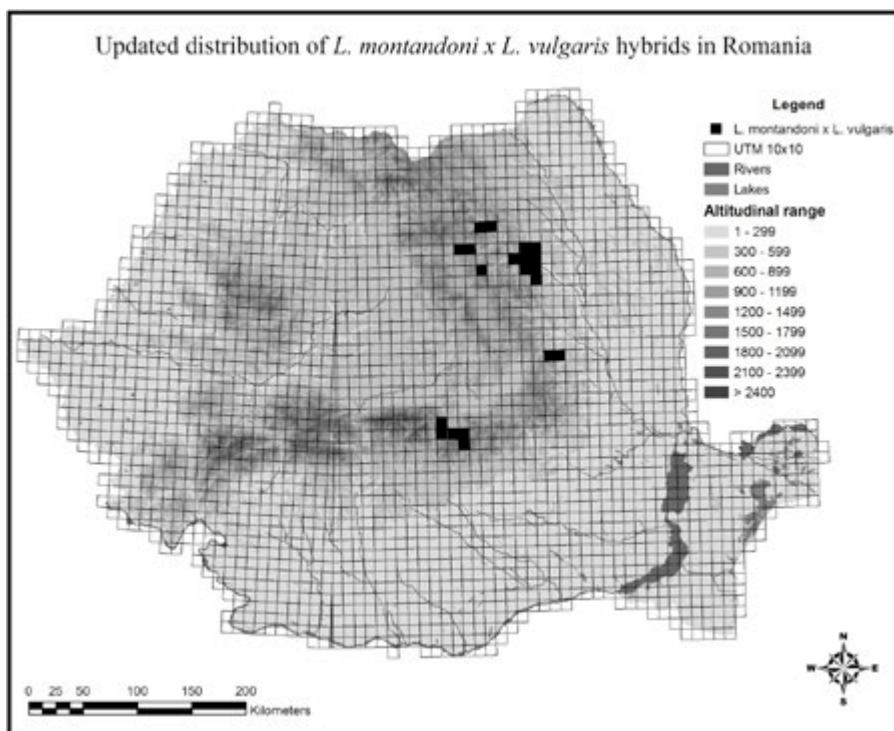 Updated distribution of L. montandoni x L. vulgaris hybrids in Romania
Legend
L. montandoni x L. vulgaris
UTM 10x10
Rivers
Lakes
Altitudinal range
1 - 299
300 - 599
600 - 899
900 - 1199
1200 - 1499
1500 - 1799
1800 - 2099
2100 - 2399
> 2400
N
W E
S
0 25 50 100 150 200
Kilometers